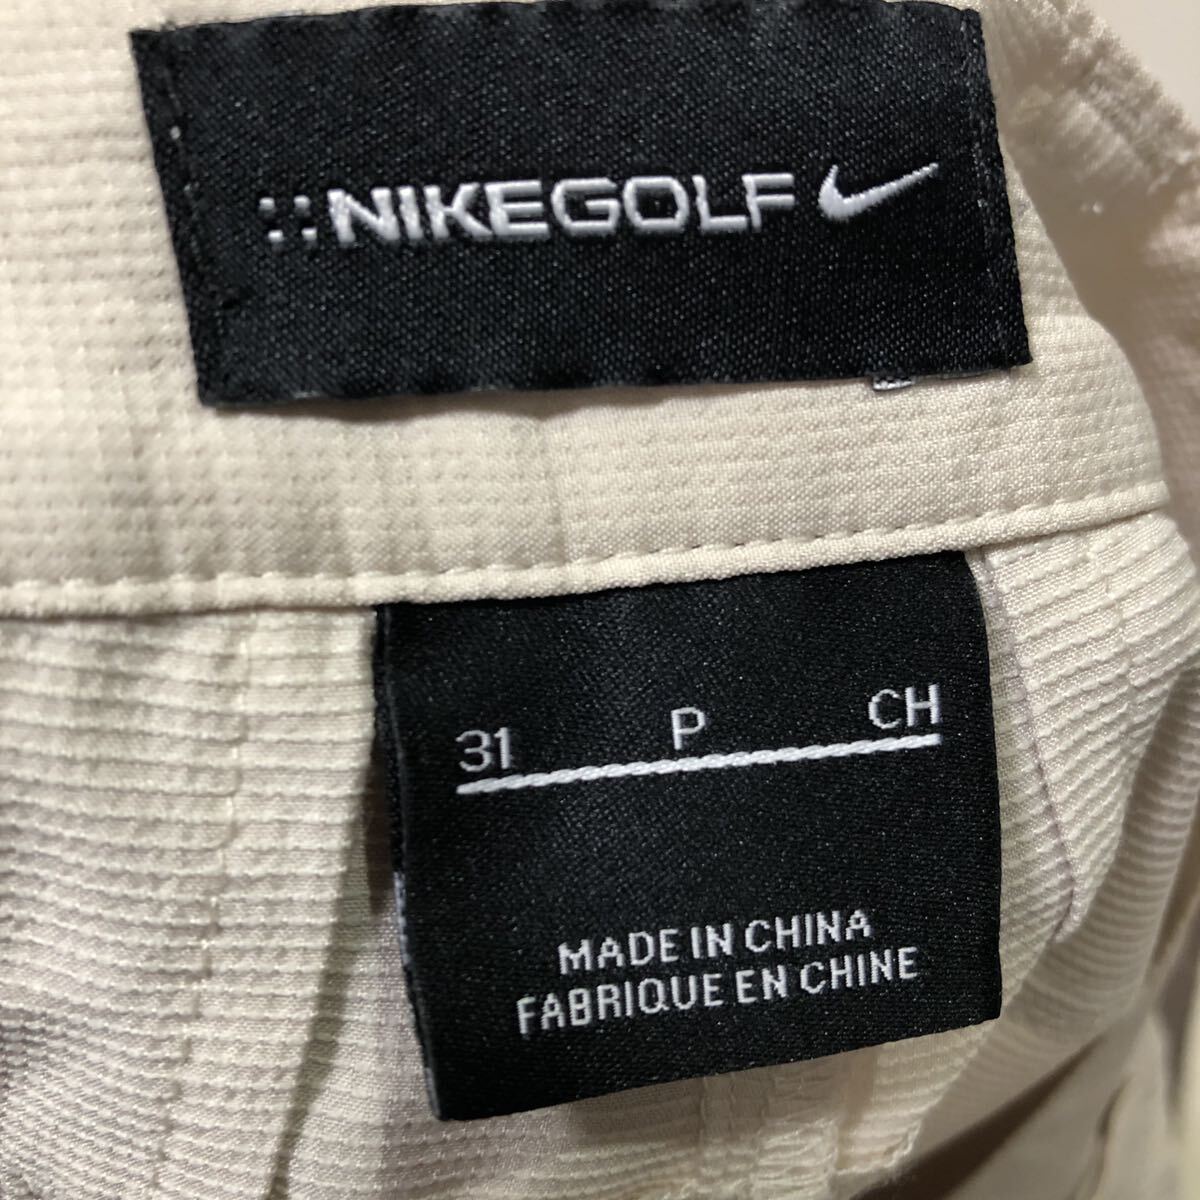 NIKEGOLF
31 P CH
MADE IN CHINA
FABRIQUE EN CHINE